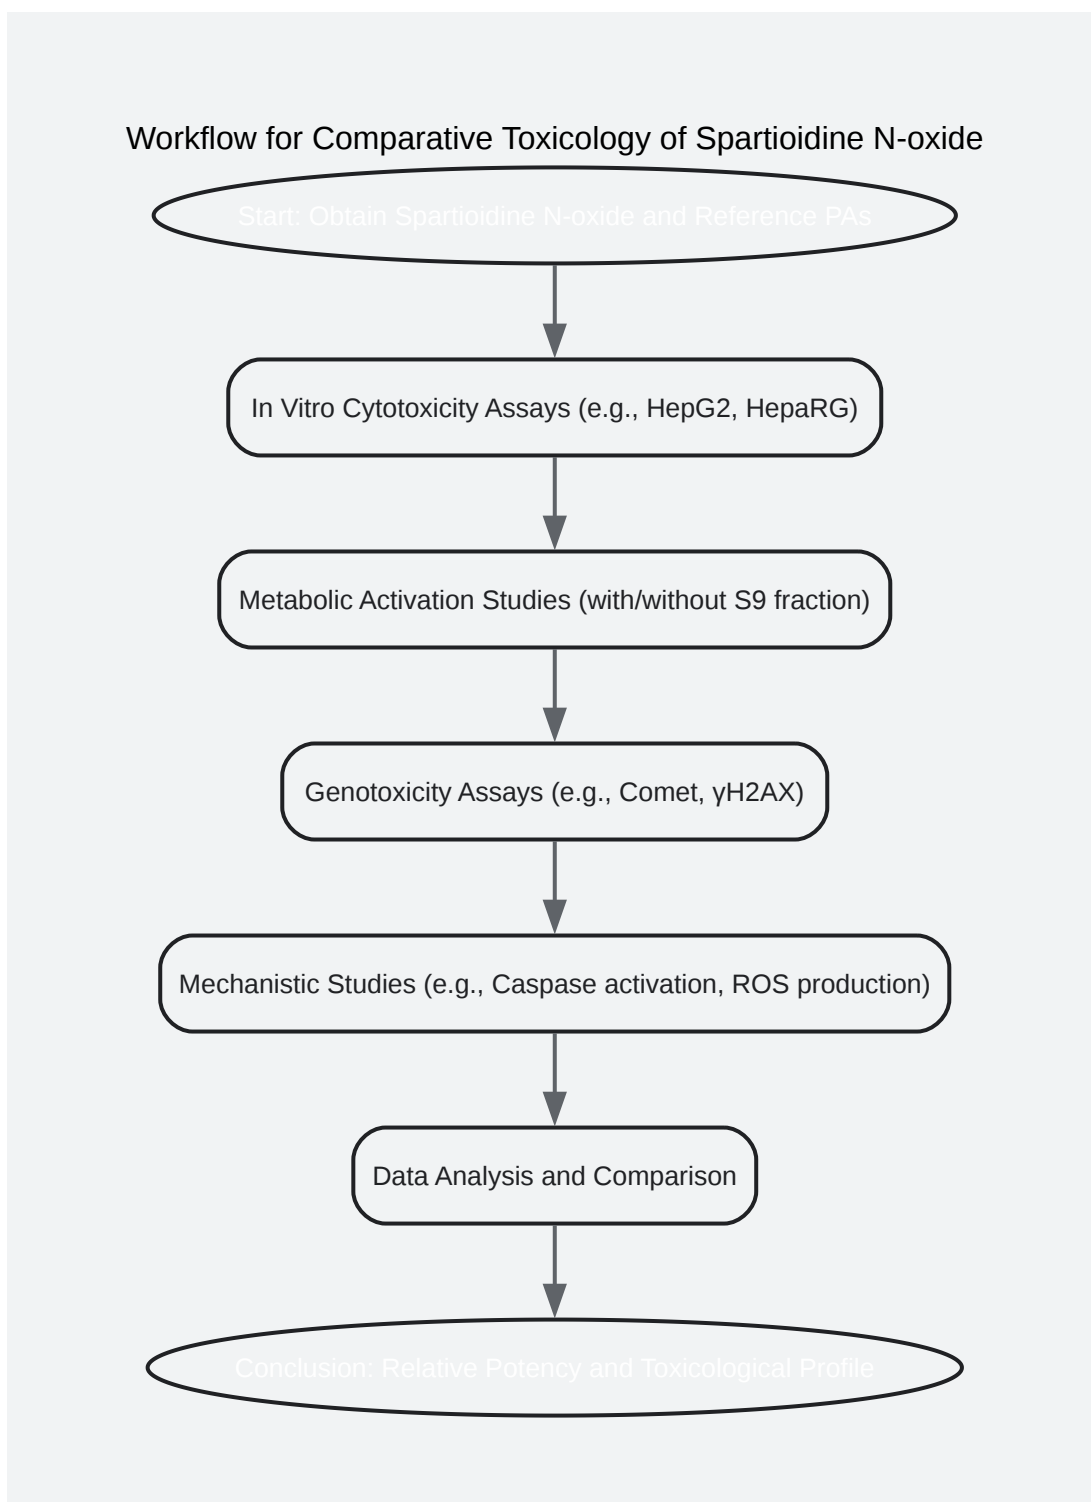 Workflow for Comparative Toxicology of Spartioidine N-oxide
Start: Obtain Spartioidine N-oxide and Reference PAs
In Vitro Cytotoxicity Assays (e.g., HepG2, HepaRG)
Metabolic Activation Studies (with/without S9 fraction)
Genotoxicity Assays (e.g., Comet, γH2AX)
Mechanistic Studies (e.g., Caspase activation, ROS production)
Data Analysis and Comparison
Conclusion: Relative Potency and Toxicological Profile